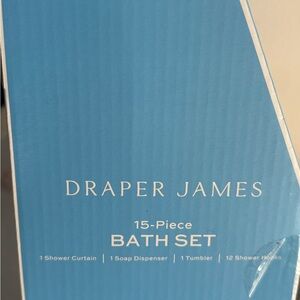 DRAPER JAMES
15-Piece
BATH SET
1 Shower Curtain | 1 Soap Dispenser | 1 Tumbler | 12 Shower Hooks